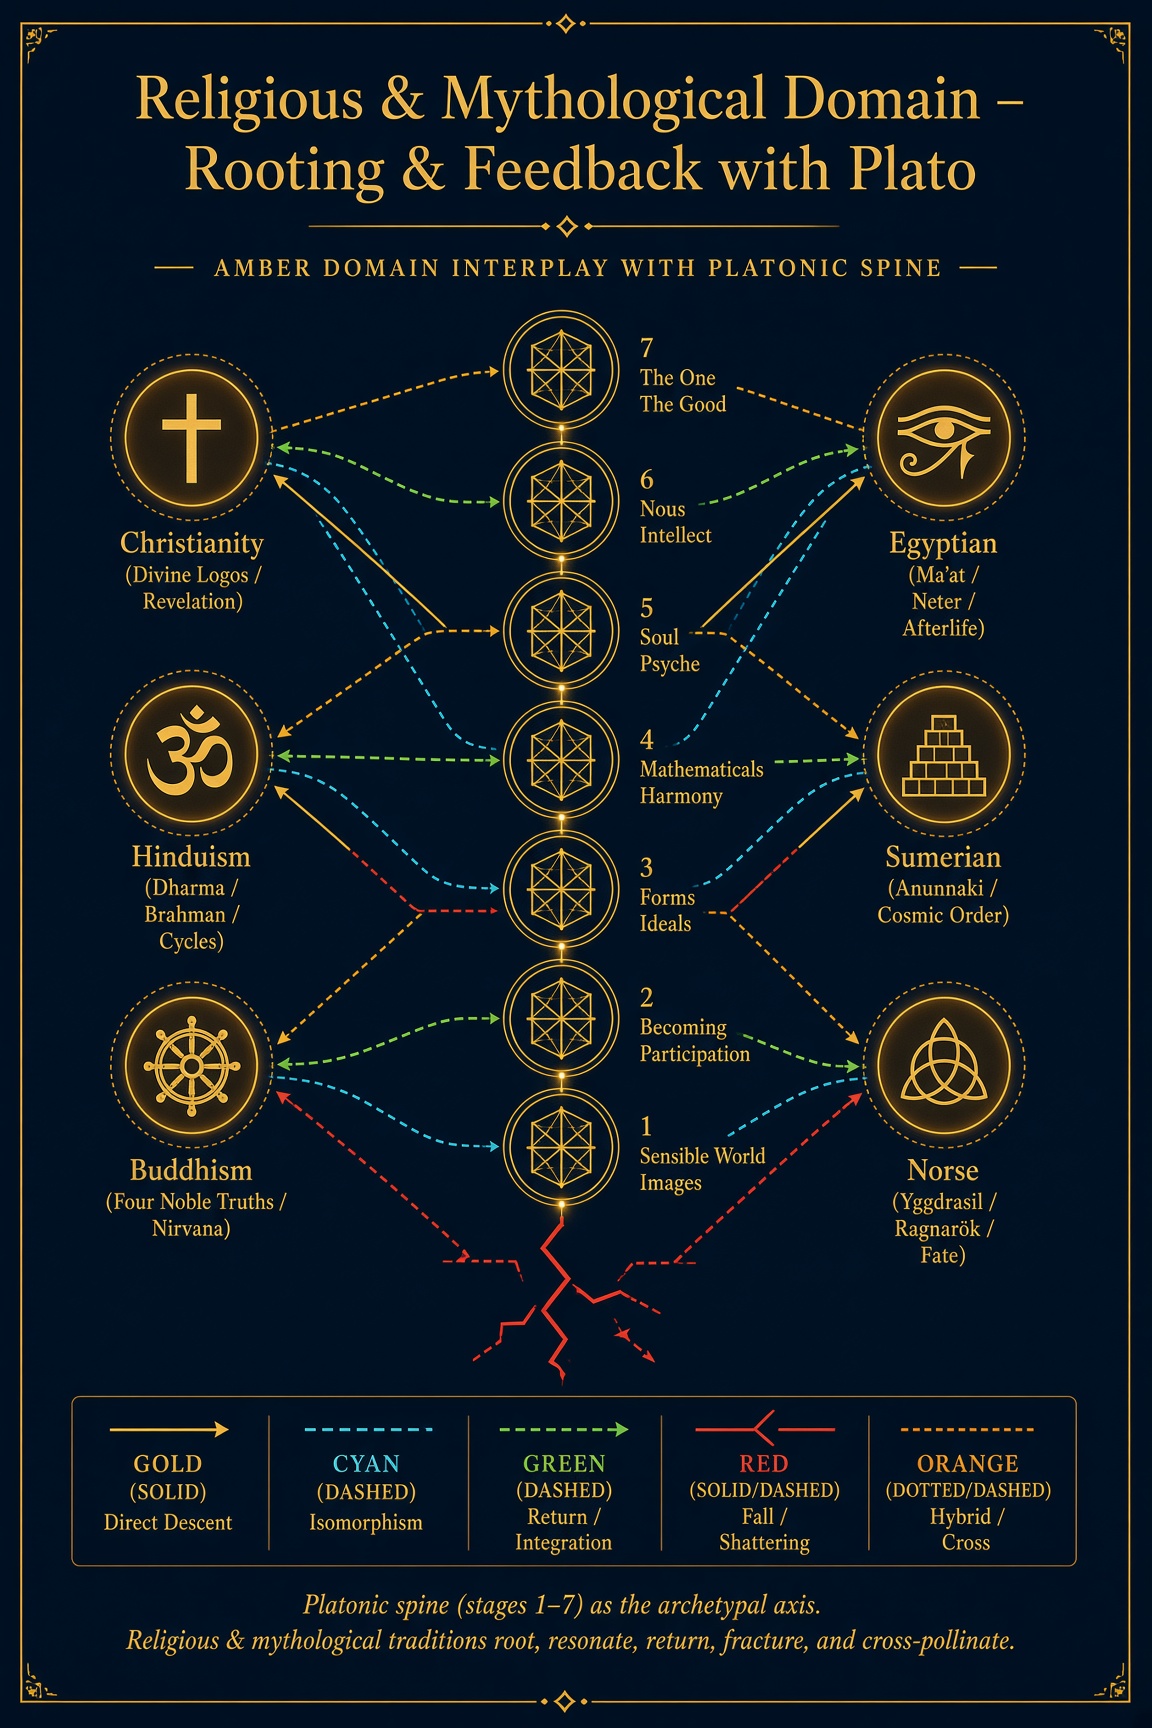 Religious & Mythological Domain –
Rooting & Feedback with Plato
AMBER DOMAIN INTERPLAY WITH PLATONIC SPINE
7
The One
The Good
6
Nous
Intellect
5
Soul
Psyche
4
Mathematicals
Harmony
3
Forms
Ideals
2
Becoming
Participation
1
Sensible World
Images
Christianity
(Divine Logos /
Revelation)
ॐ
Hinduism
(Dharma /
Brahman /
Cycles)
Buddhism
(Four Noble Truths /
Nirvana)
Egyptian
(Ma’at /
Neter /
Afterlife)
Sumerian
(Anunnaki /
Cosmic Order)
Norse
(Yggdrasil /
Ragnarök /
Fate)
GOLD
(SOLID)
Direct Descent
CYAN
(DASHED)
Isomorphism
GREEN
(DASHED)
Return /
Integration
RED
(SOLID/DASHED)
Fall /
Shattering
ORANGE
(DOTTED/DASHED)
Hybrid /
Cross
Platonic spine (stages 1–7) as the archetypal axis.
Religious & mythological traditions root, resonate, return, fracture, and cross-pollinate.